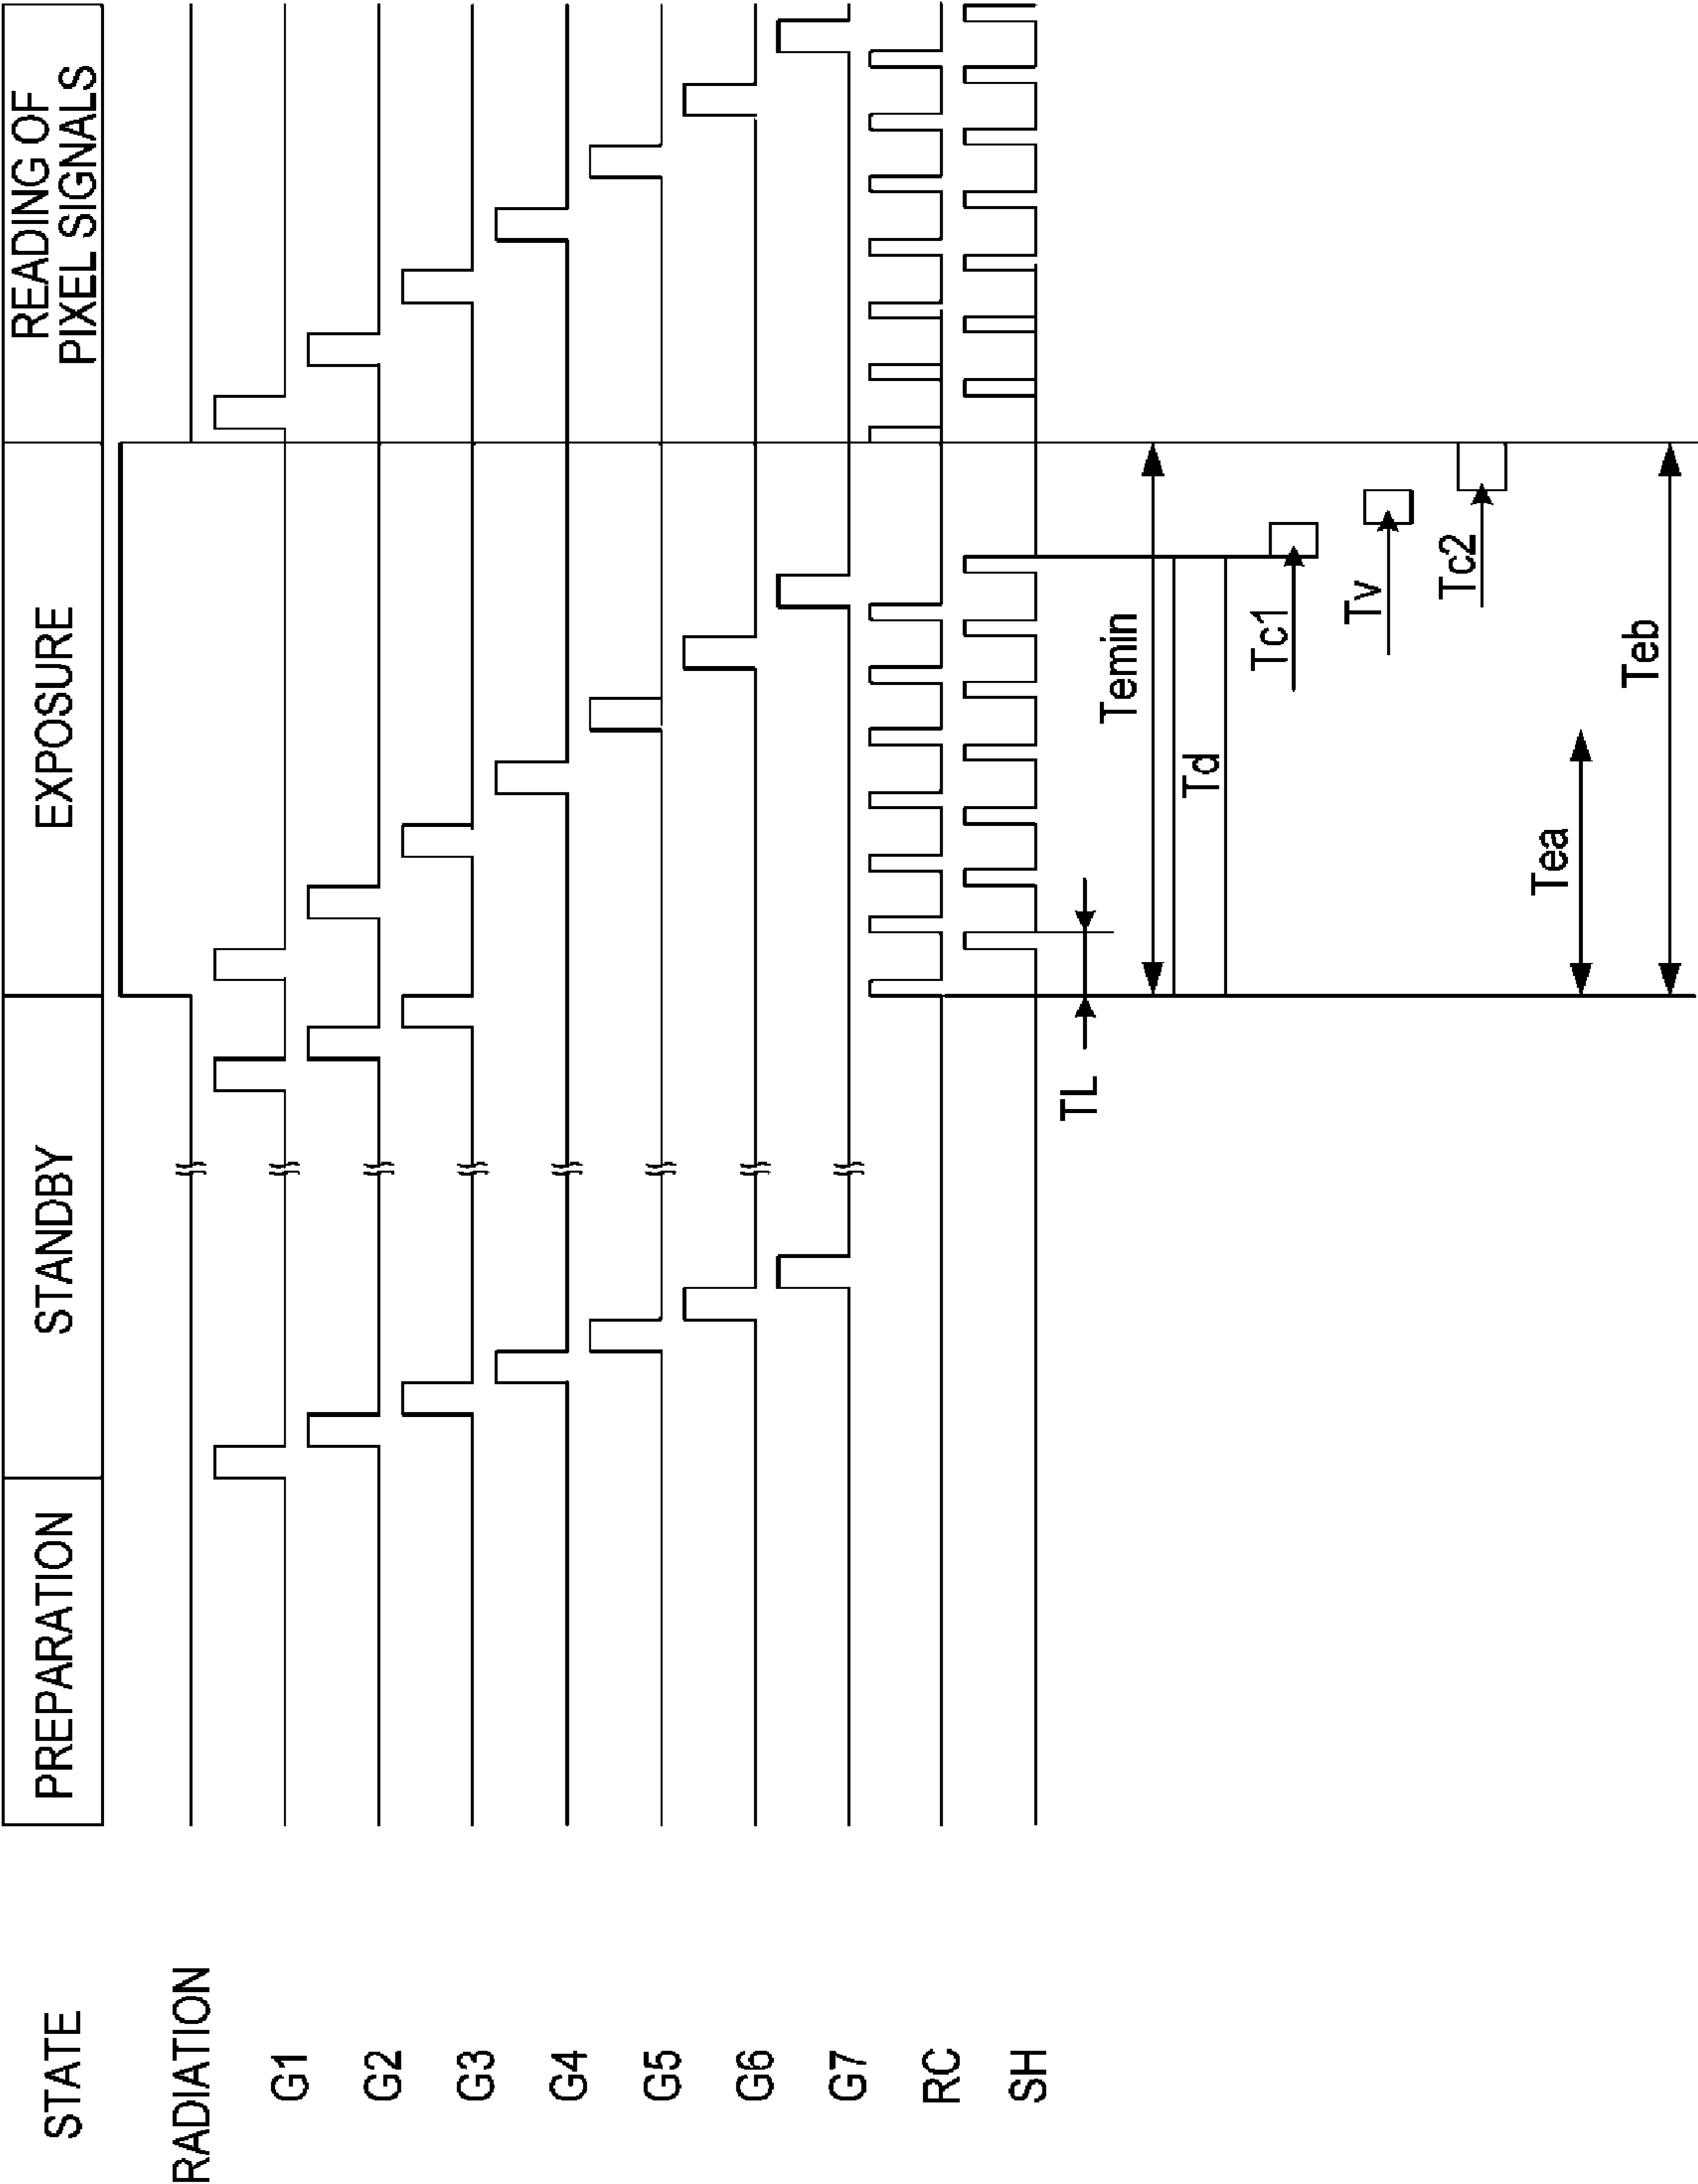 STATE
PREPARATION
STANDBY
EXPOSURE
READING OF
PIXEL SIGNALS
RADIATION
G1
G2
G3
G4
G5
G6
G7
RC
SH
TL
Temin
Td
Tc1
Tv
Tc2
Tea
Teb